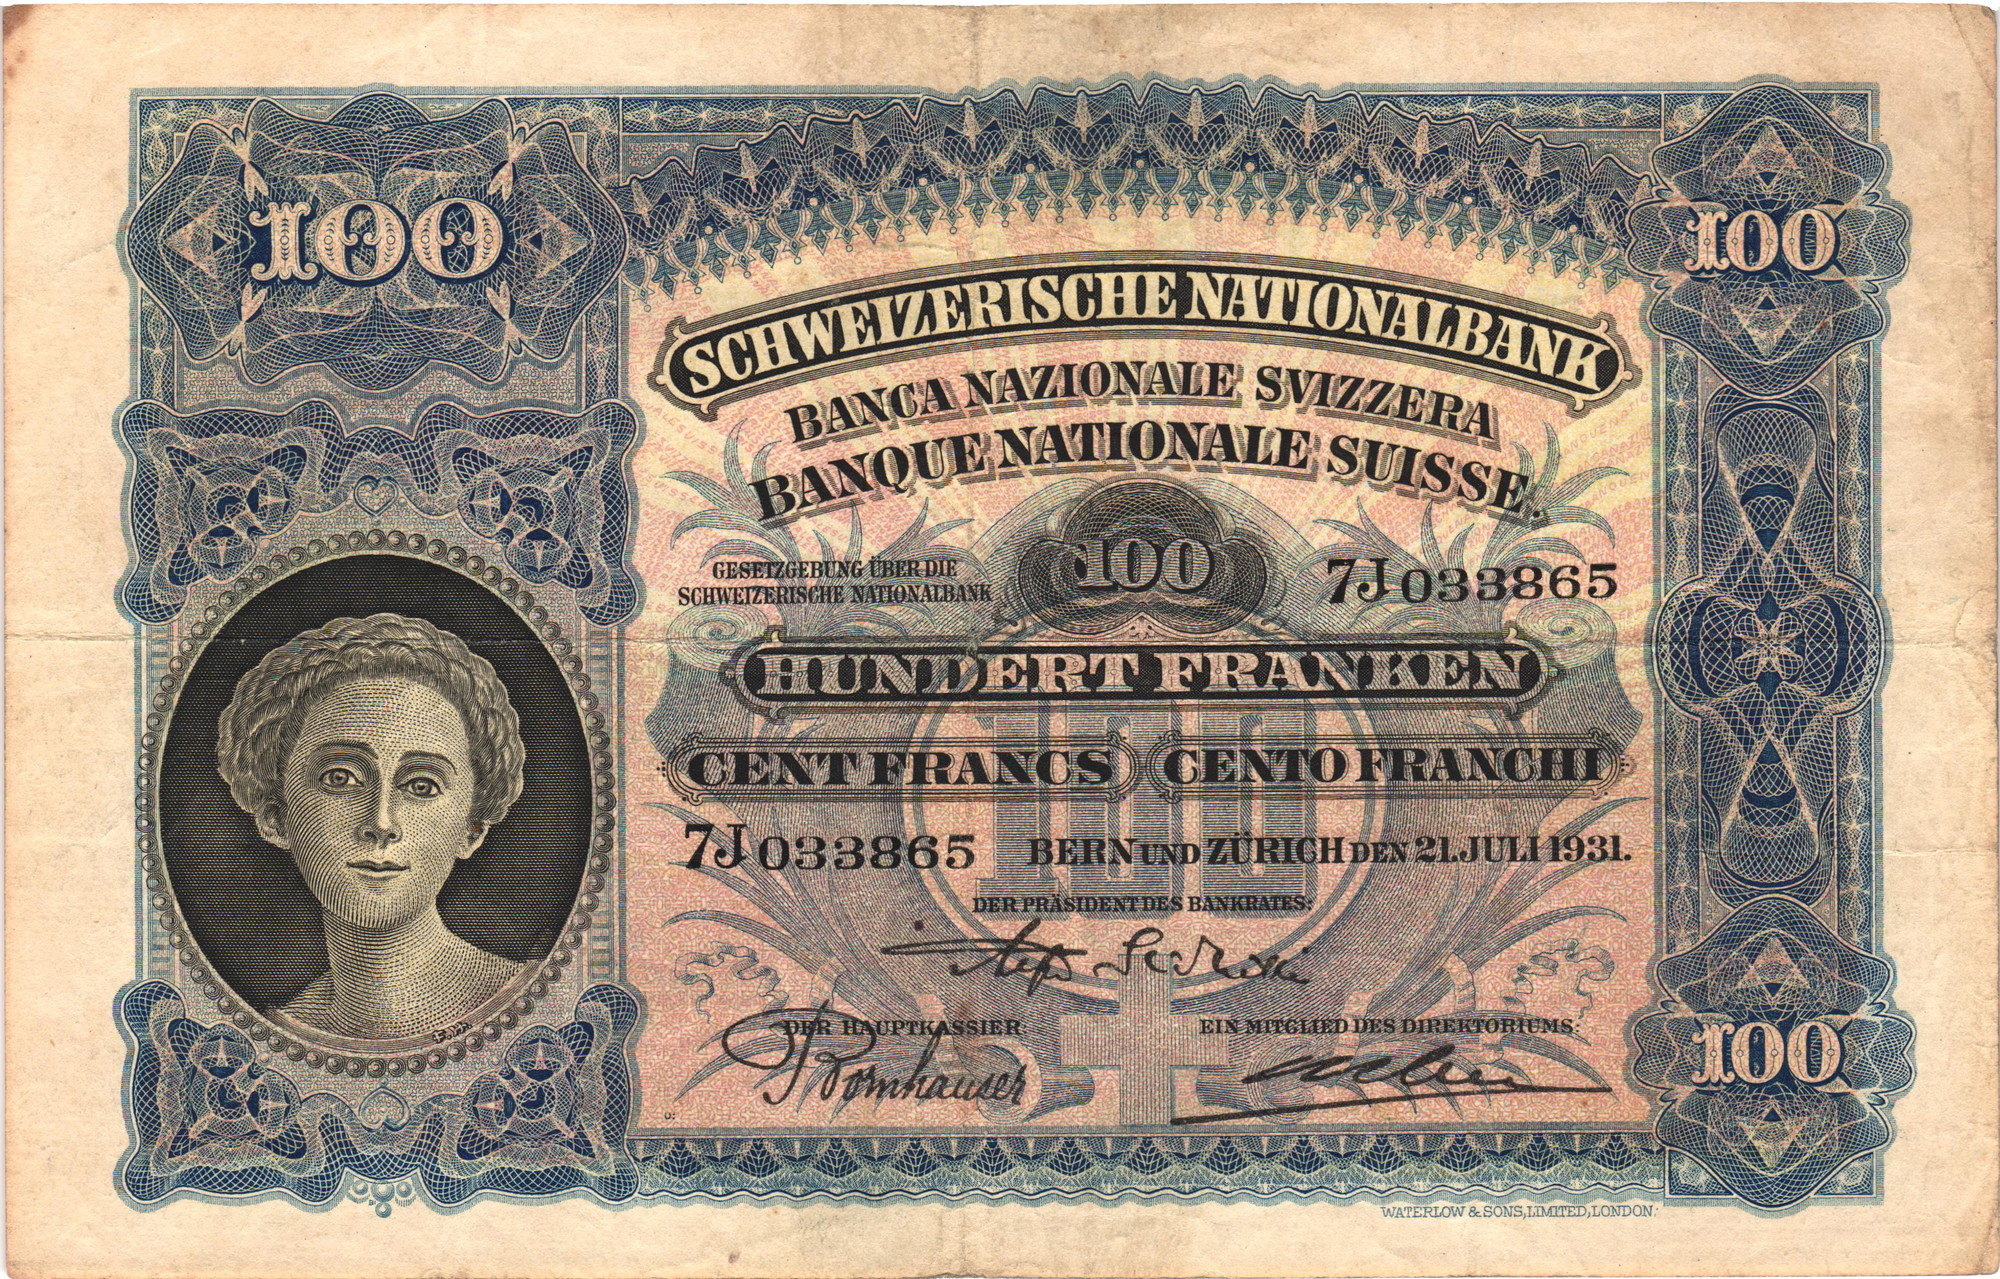 100
100
SCHWEIZERISCHE NATIONALBANK
BANCA NAZIONALE SVIZZERA
BANQUE NATIONALE SUISSE.
GESETZGEBUNG ÜBER DIE
SCHWEIZERISCHE NATIONALBANK
100
7J 033865
HUNDERT FRANKEN
100
CENT FRANCS
CENTO FRANCHI
7J 033865
BERN UND ZÜRICH DEN 21. JULI 1931.
DER PRÄSIDENT DES BANKRATES:
DER HAUPTKASSIER:
Bornhauser
EIN MITGLIED DES DIREKTORIUMS:
100
WATERLOW & SONS, LIMITED, LONDON.